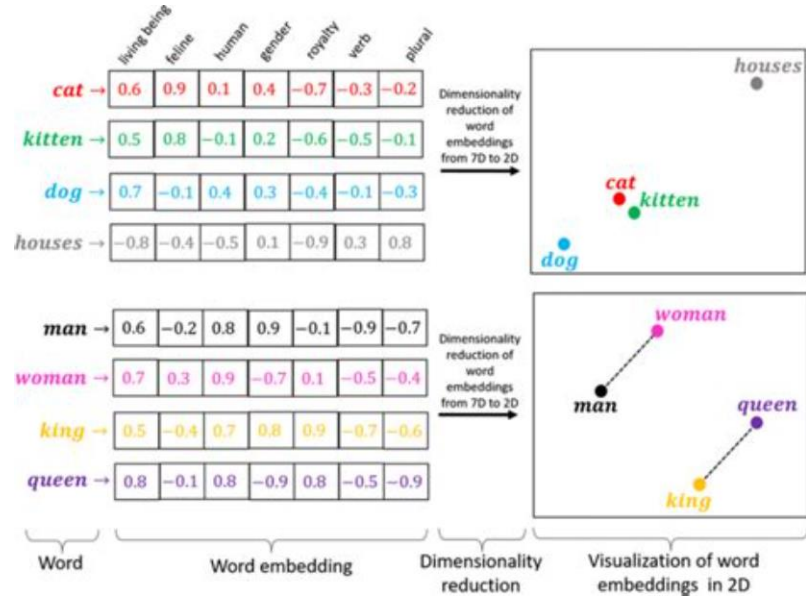 living being feline human gender royalty verb plural
cat → 0.6 0.9 0.1 0.4 −0.7 −0.3 −0.2
kitten → 0.5 0.8 −0.1 0.2 −0.6 −0.5 −0.1
dog → 0.7 −0.1 0.4 0.3 −0.4 −0.1 −0.3
houses → −0.8 −0.4 −0.5 0.1 −0.9 0.3 0.8
Dimensionality
reduction of
word
embeddings
from 7D to 2D
houses
cat
kitten
dog
man → 0.6 −0.2 0.8 0.9 −0.1 −0.9 −0.7
woman → 0.7 0.3 0.9 −0.7 0.1 −0.5 −0.4
king → 0.5 −0.4 0.7 0.8 0.9 −0.7 −0.6
queen → 0.8 −0.1 0.8 −0.9 0.8 −0.5 −0.9
Dimensionality
reduction of
word
embeddings
from 7D to 2D
woman
man
queen
king
Word
Word embedding
Dimensionality
reduction
Visualization of word
embeddings in 2D